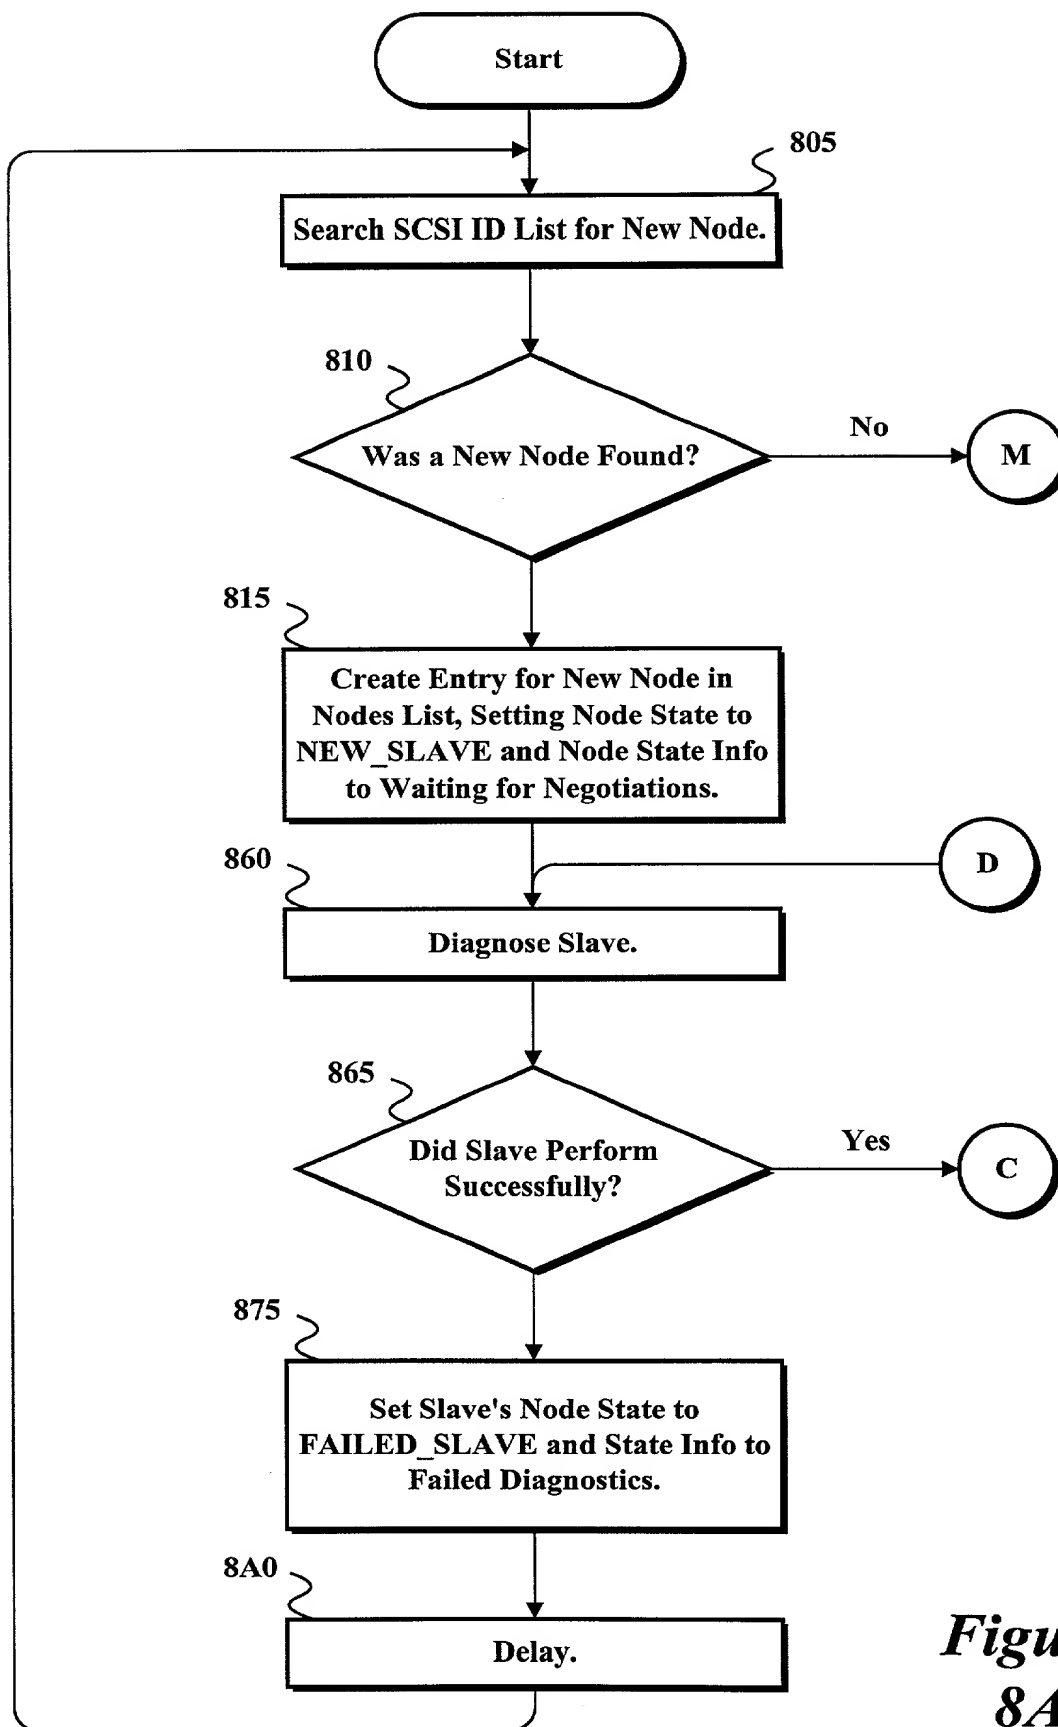 Start
805
Search SCSI ID List for New Node.
810
Was a New Node Found?
No
M
815
Create Entry for New Node in
Nodes List, Setting Node State to
NEW_SLAVE and Node State Info
to Waiting for Negotiations.
860
D
Diagnose Slave.
865
Did Slave Perform
Successfully?
Yes
C
875
Set Slave's Node State to
FAILED_SLAVE and State Info to
Failed Diagnostics.
8A0
Delay.
Figu
8A